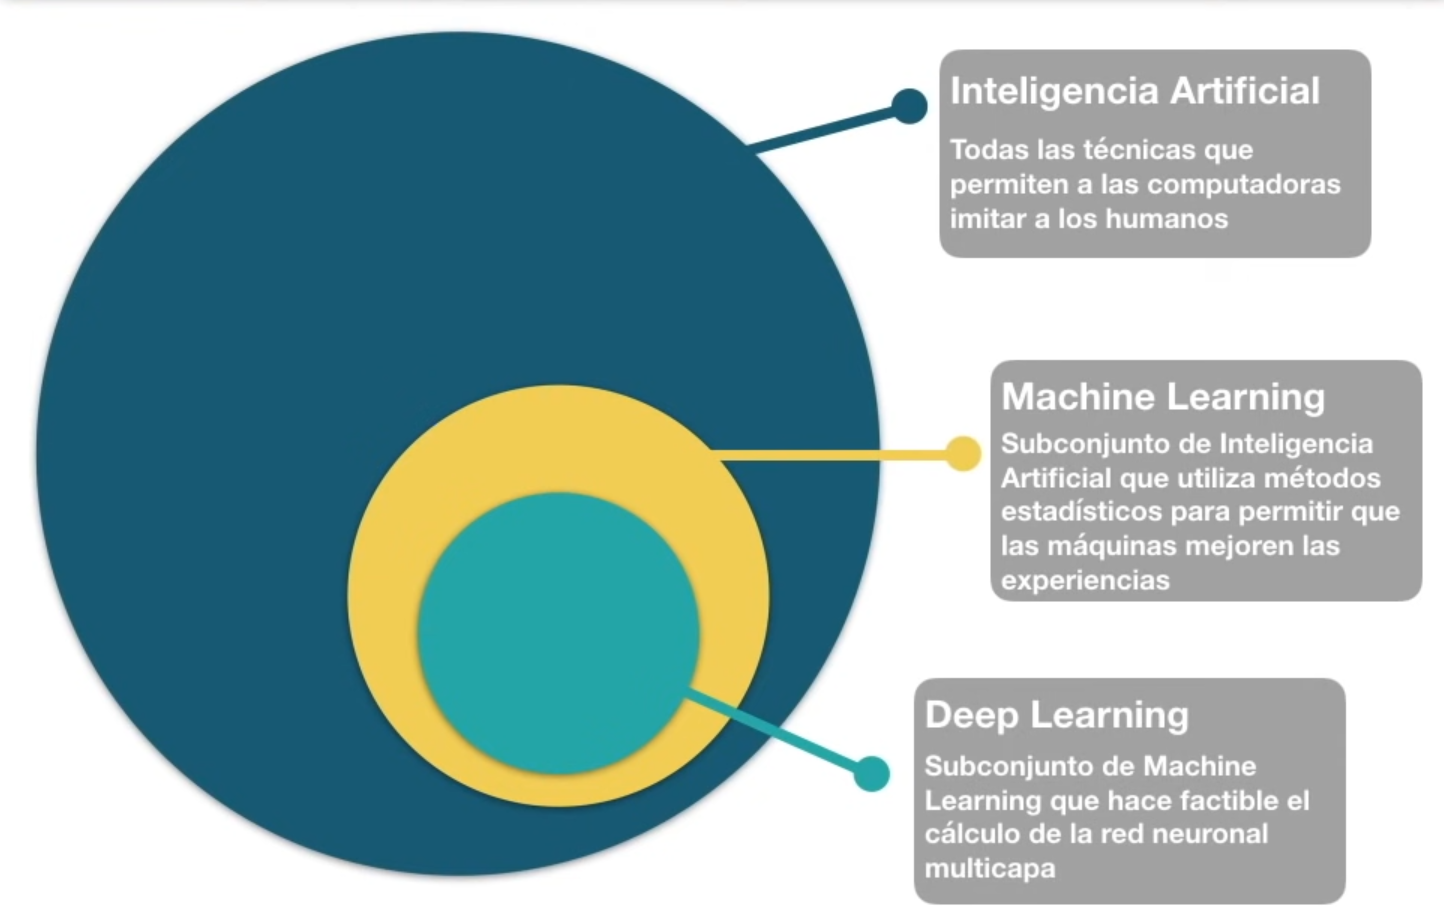 Inteligencia Artificial
Todas las técnicas que
permiten a las computadoras
imitar a los humanos
Machine Learning
Subconjunto de Inteligencia
Artificial que utiliza métodos
estadísticos para permitir que
las máquinas mejoren las
experiencias
Deep Learning
Subconjunto de Machine
Learning que hace factible el
cálculo de la red neuronal
multicapa